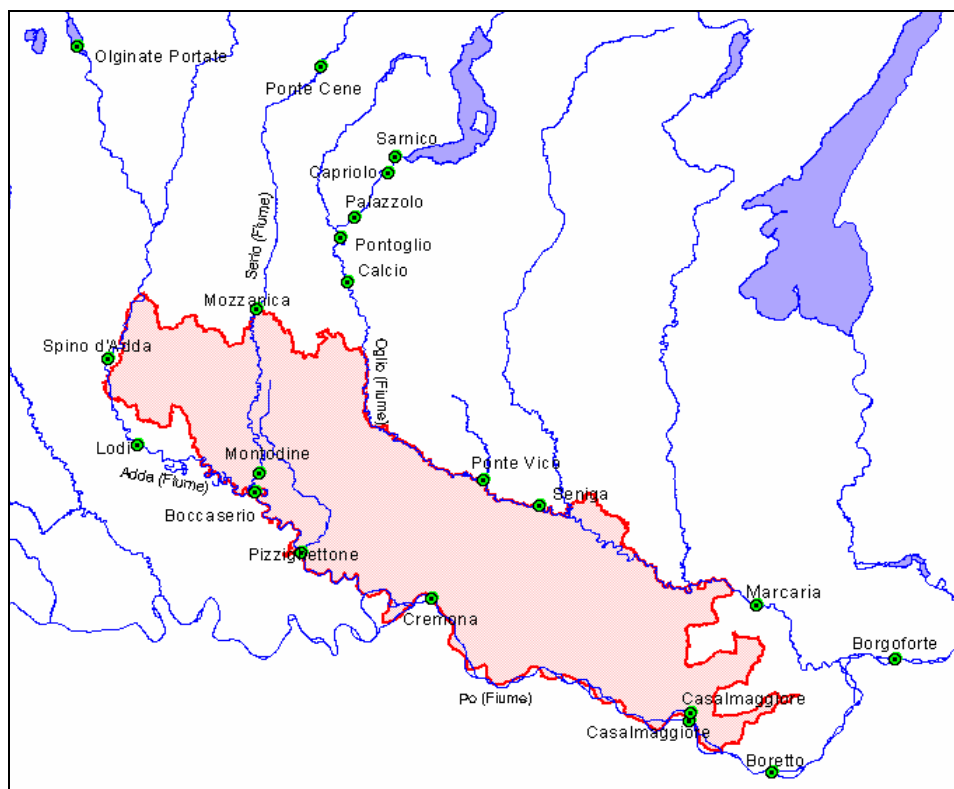 Olginate Portate
Ponte Cene
Sarnico
Capriolo
Palazzolo
Pontoglio
Serio (Fiume)
Calcio
Mozzanica
Spino d'Adda
Oglio (Fiume)
Lodi
Montodine
Ponte Vico
Adda (Fiume)
Seniga
Boccaserio
Pizzighettone
Marcaria
Cremona
Borgoforte
Po (Fiume)
Casalmaggiore
Casalmaggiore
Boretto